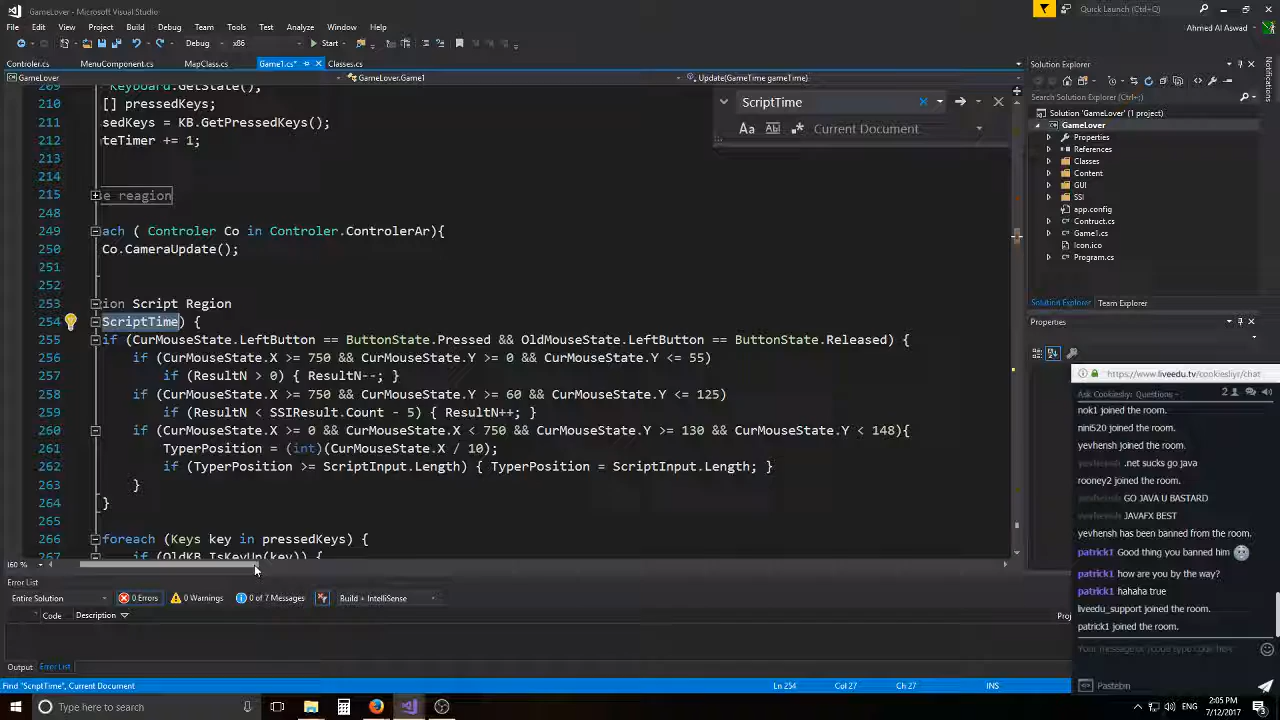 GameLover - Microsoft Visual Studio
Quick Launch (Ctrl+Q)
File Edit View Project Build Debug Team Tools Test Analyze Window Help
Ahmed Al Aswad
Debug x86 Start
Controler.cs MenuComponent.cs MapClass.cs Game1.cs* Classes.cs
GameLover GameLover.Game1 Update(GameTime gameTime)
ScriptTime
Aa Current Document
209 Keyboard.GetState();
210 [] pressedKeys;
211 sedKeys = KB.GetPressedKeys();
212 teTimer += 1;
213
214
215 e reagion
248
249 ach ( Controler Co in Controler.ControlerAr){
250 Co.CameraUpdate();
251
252
253 ion Script Region
254 ScriptTime) {
255 if (CurMouseState.LeftButton == ButtonState.Pressed && OldMouseState.LeftButton == ButtonState.Released) {
256 if (CurMouseState.X >= 750 && CurMouseState.Y >= 0 && CurMouseState.Y <= 55)
257 if (ResultN > 0) { ResultN--; }
258 if (CurMouseState.X >= 750 && CurMouseState.Y >= 60 && CurMouseState.Y <= 125)
259 if (ResultN < SSIResult.Count - 5) { ResultN++; }
260 if (CurMouseState.X >= 0 && CurMouseState.X < 750 && CurMouseState.Y >= 130 && CurMouseState.Y < 148){
261 TyperPosition = (int)(CurMouseState.X / 10);
262 if (TyperPosition >= ScriptInput.Length) { TyperPosition = ScriptInput.Length; }
263 }
264 }
265
266 foreach (Keys key in pressedKeys) {
267 if (OldKB.IsKeyUp(key)) {
160 %
Error List
Entire Solution 0 Errors 0 Warnings 0 of 7 Messages Build + IntelliSense
Code Description Proj
Output Error List
Find "ScriptTime", Current Document Ln 254 Col 27 Ch 27 INS
Solution Explorer
Search Solution Explorer (Ctrl+;)
Solution 'GameLover' (1 project)
GameLover
Properties
References
Classes
Content
GUI
SSI
app.config
Contruct.cs
Game1.cs
Icon.ico
Program.cs
Solution Explorer Team Explorer
Properties
Notifications
https://www.liveedu.tv/cookiesliyr/chat
Ask Cookiesliyr: Questions - 2
nok1 joined the room.
nini520 joined the room.
yevhensh joined the room.
yevhensh .net sucks go java
rooney2 joined the room.
yevhensh GO JAVA U BASTARD
yevhensh JAVAFX BEST
yevhensh has been banned from the room.
patrick1 Good thing you banned him
patrick1 how are you by the way?
patrick1 hahaha true
liveedu_support joined the room.
patrick1 joined the room.
Your message or /code type code here
Pastebin
Type here to search
ENG 2:05 PM
7/12/2017